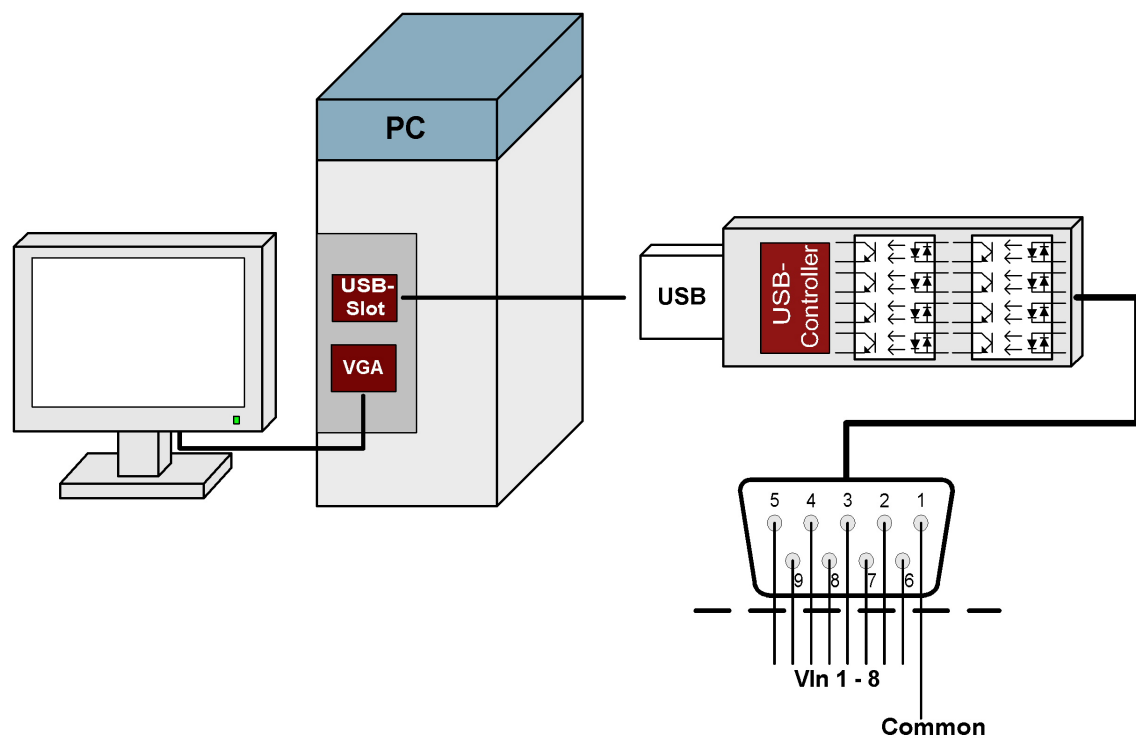 PC
USB-
Slot
VGA
USB
USB-
Controller
5 4 3 2 1
9 8 7 6
VIn 1 - 8
Common